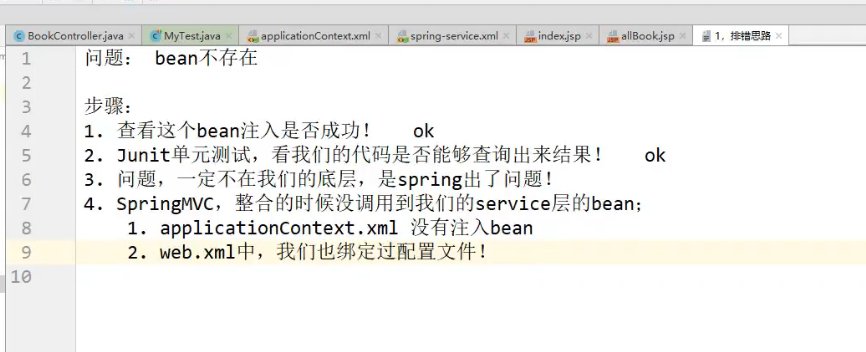 BookController.java MyTest.java applicationContext.xml spring-service.xml index.jsp allBook.jsp 1，排错思路
1 问题： bean不存在
2
3 步骤：
4 1. 查看这个bean注入是否成功！ ok
5 2. Junit单元测试，看我们的代码是否能够查询出来结果！ ok
6 3. 问题，一定不在我们的底层，是spring出了问题！
7 4. SpringMVC，整合的时候没调用到我们的service层的bean；
8 1. applicationContext.xml 没有注入bean
9 2. web.xml中，我们也绑定过配置文件！
10